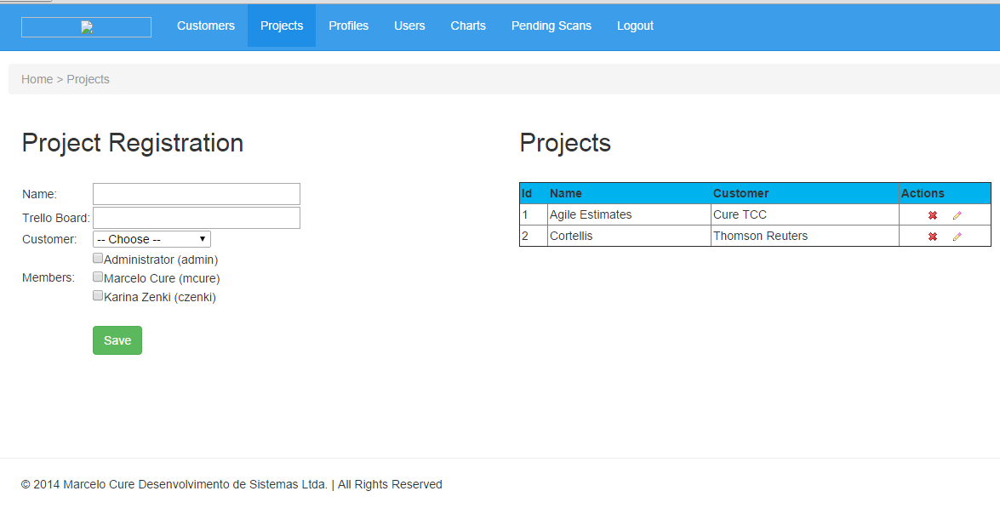 Customers Projects Profiles Users Charts Pending Scans Logout
Home > Projects
Project Registration
Name:
Trello Board:
Customer: -- Choose --
Members:
Administrator (admin)
Marcelo Cure (mcure)
Karina Zenki (czenki)
Save
Projects
Id Name Customer Actions
1 Agile Estimates Cure TCC
2 Cortellis Thomson Reuters
© 2014 Marcelo Cure Desenvolvimento de Sistemas Ltda. | All Rights Reserved